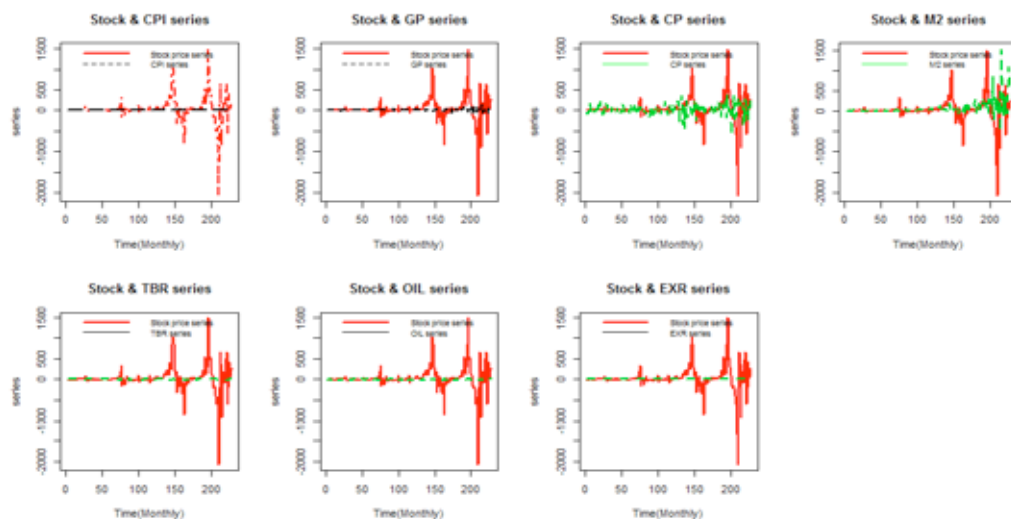 Stock & CPI series
Stock price series
CPI series
series
1500
500
0
-1000
-2000
0 50 100 150 200
Time(Monthly)
Stock & GP series
Stock price series
GP series
series
1500
500
0
-1000
-2000
0 50 100 150 200
Time(Monthly)
Stock & CP series
Stock price series
CP series
series
1500
500
0
-1000
-2000
0 50 100 150 200
Time(Monthly)
Stock & M2 series
Stock price series
M2 series
series
1500
500
0
-1000
-2000
0 50 100 150 200
Time(Monthly)
Stock & TBR series
Stock price series
TBR series
series
1500
500
0
-1000
-2000
0 50 100 150 200
Time(Monthly)
Stock & OIL series
Stock price series
OIL series
series
1500
500
0
-1000
-2000
0 50 100 150 200
Time(Monthly)
Stock & EXR series
Stock price series
EXR series
series
1500
500
0
-1000
-2000
0 50 100 150 200
Time(Monthly)